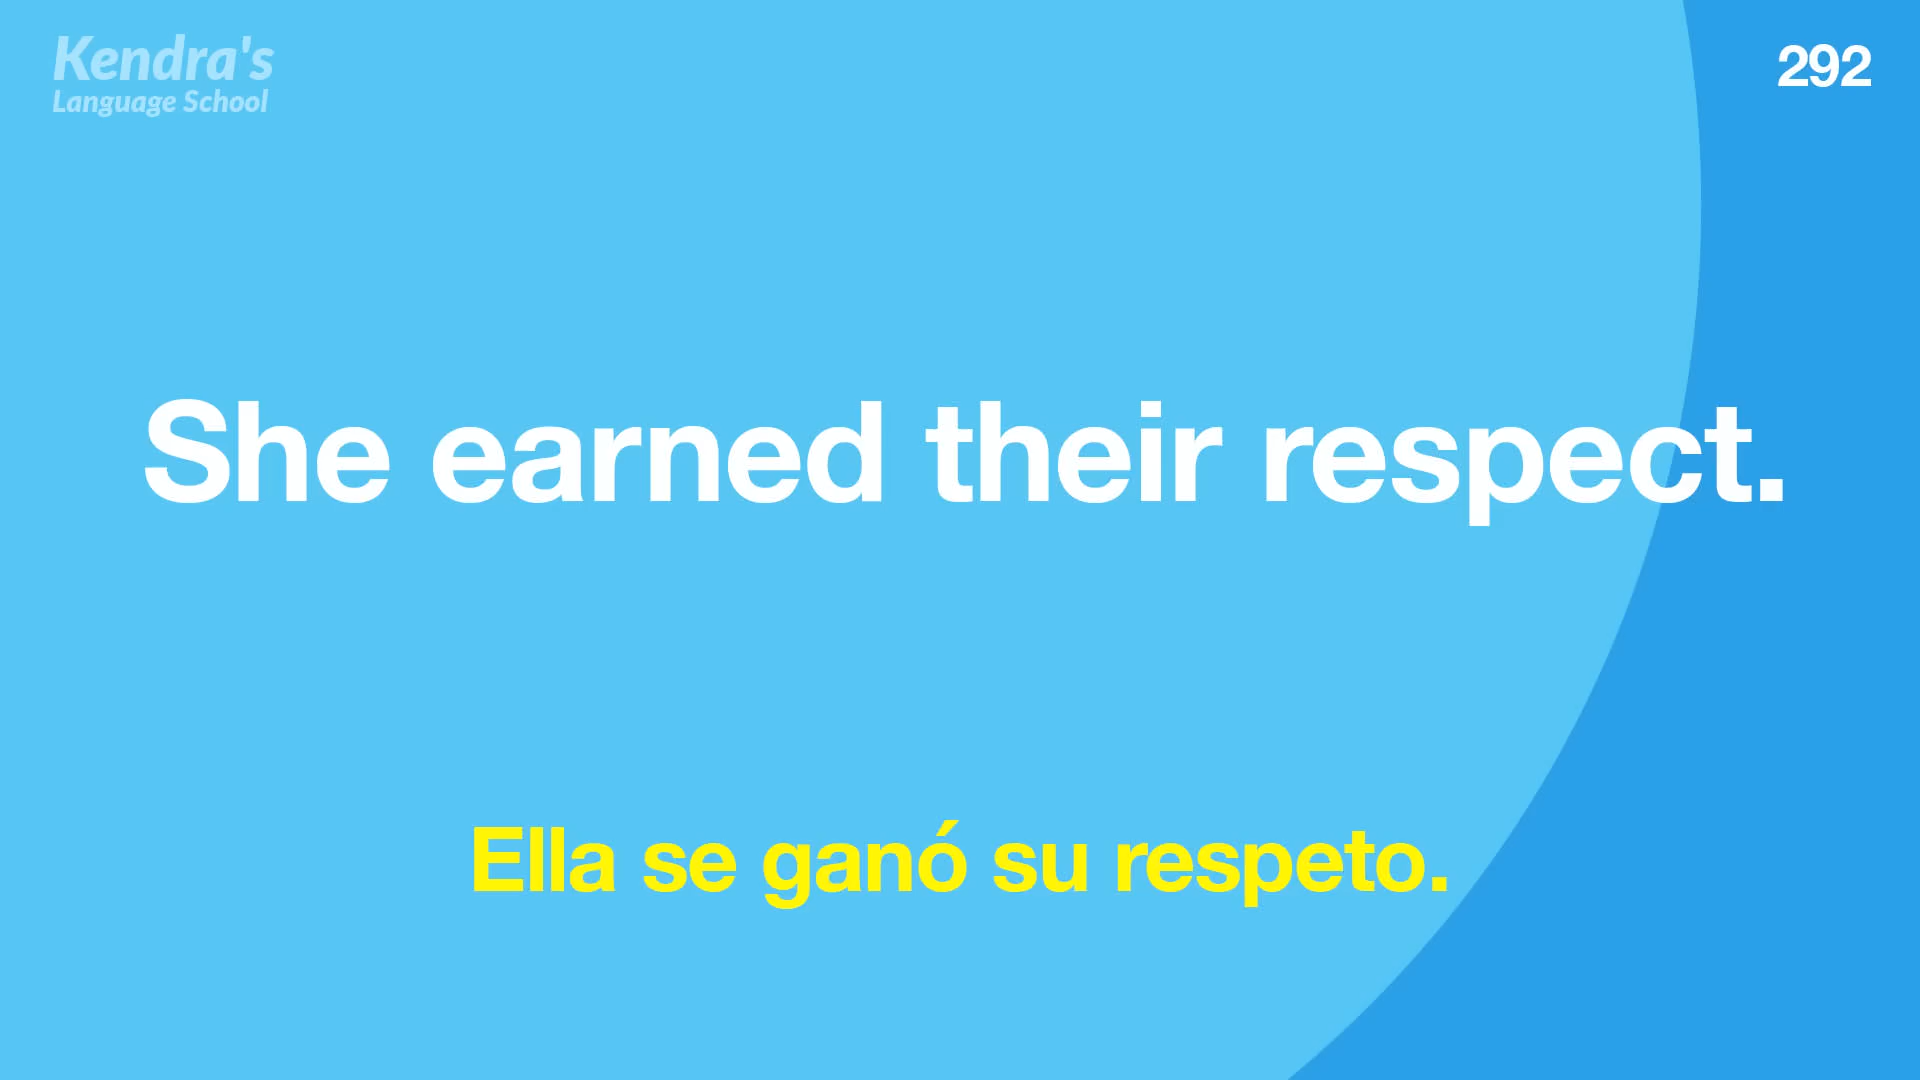 Kendra's
Language School
292
She earned their respect.
Ella se ganó su respeto.